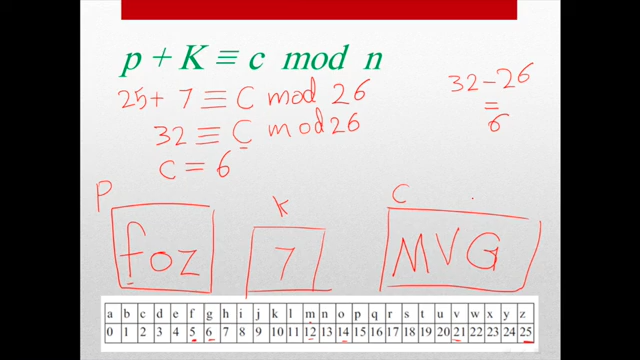 p + K ≡ c mod n
25 + 7 ≡ C mod 26
32 - 26
=
6
32 ≡ C mod 26
c = 6
P
K
C
foz
7
MVG
a b c d e f g h i j k l m n o p q r s t u v w x y z
0 1 2 3 4 5 6 7 8 9 10 11 12 13 14 15 16 17 18 19 20 21 22 23 24 25